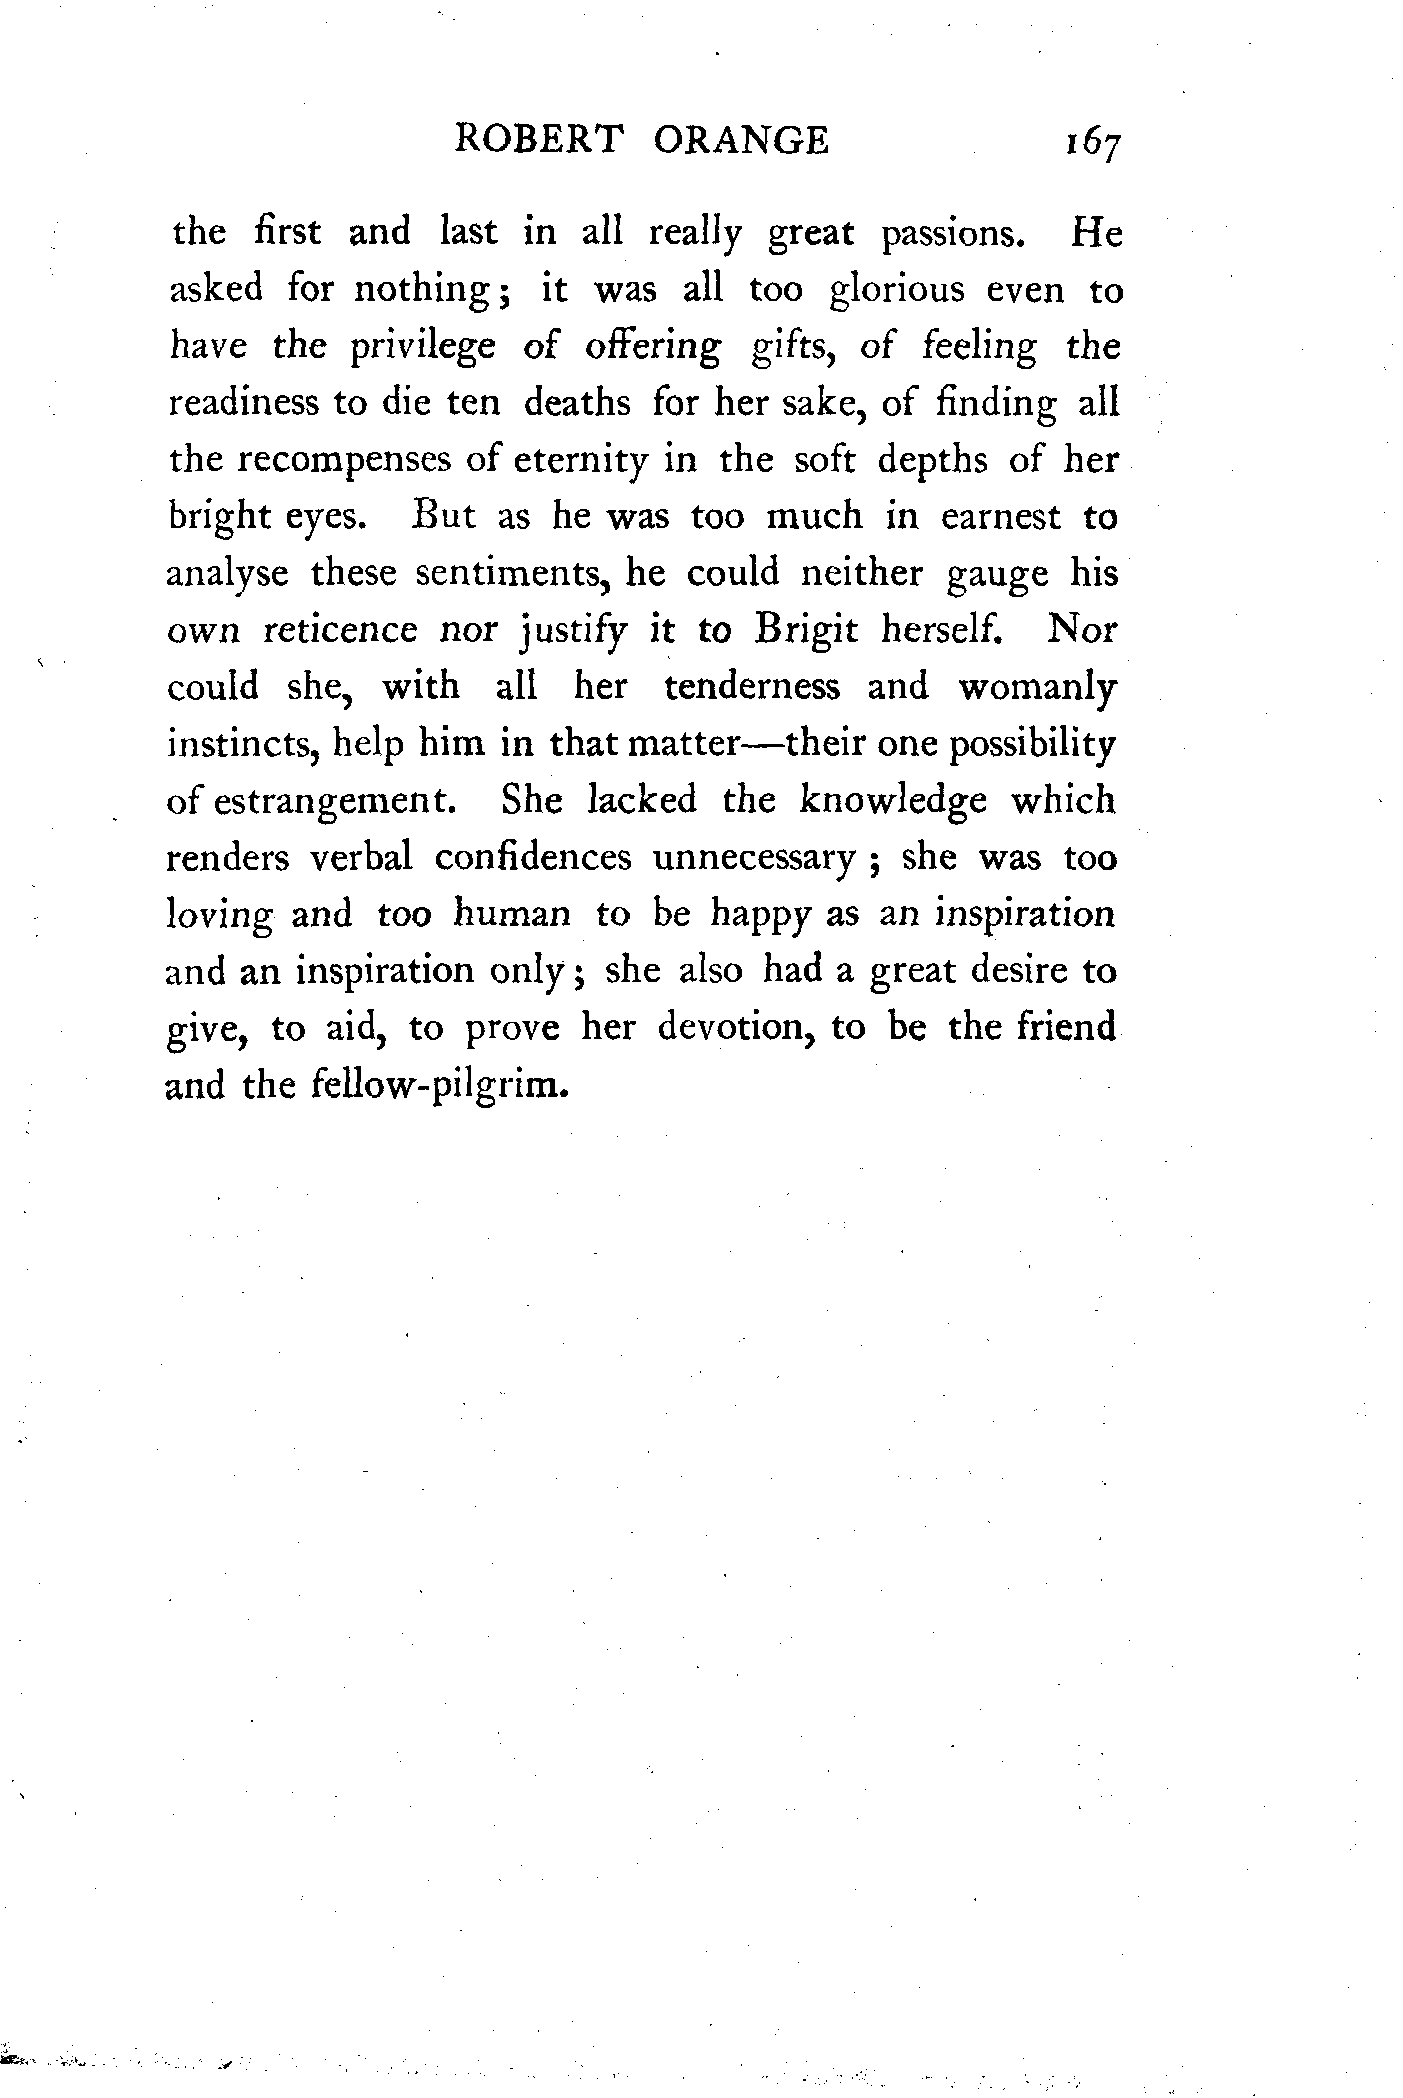 ROBERT ORANGE 167
the first and last in all really great passions. He
asked for nothing; it was all too glorious even to
have the privilege of offering gifts, of feeling the
readiness to die ten deaths for her sake, of finding all
the recompenses of eternity in the soft depths of her
bright eyes. But as he was too much in earnest to
analyse these sentiments, he could neither gauge his
own reticence nor justify it to Brigit herself. Nor
could she, with all her tenderness and womanly
instincts, help him in that matter—their one possibility
of estrangement. She lacked the knowledge which
renders verbal confidences unnecessary ; she was too
loving and too human to be happy as an inspiration
and an inspiration only; she also had a great desire to
give, to aid, to prove her devotion, to be the friend
and the fellow-pilgrim.